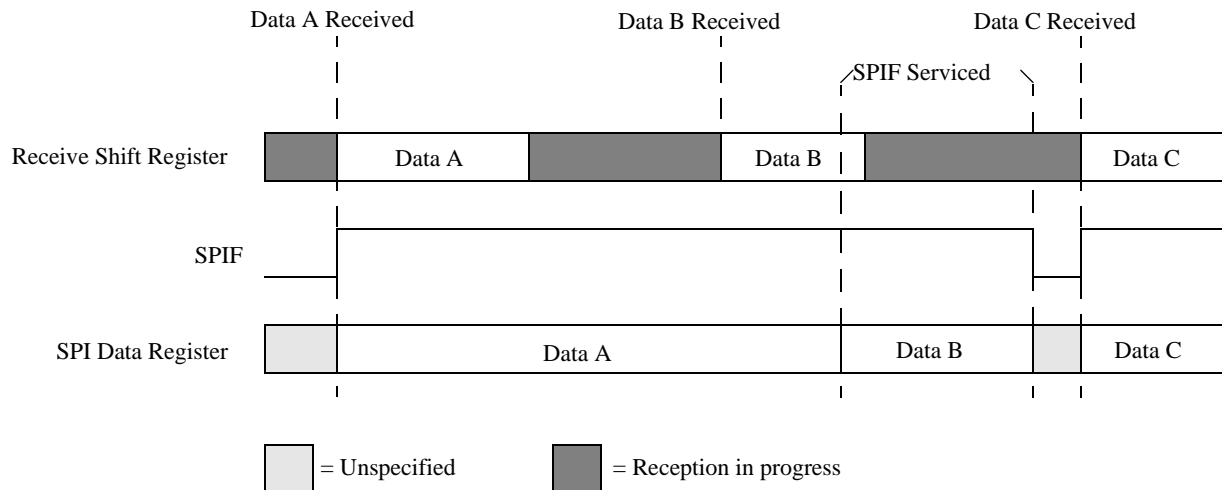 Data A Received
Data B Received
Data C Received
SPIF Serviced
Receive Shift Register
Data A
Data B
Data C
SPIF
SPI Data Register
Data A
Data B
Data C
= Unspecified
= Reception in progress